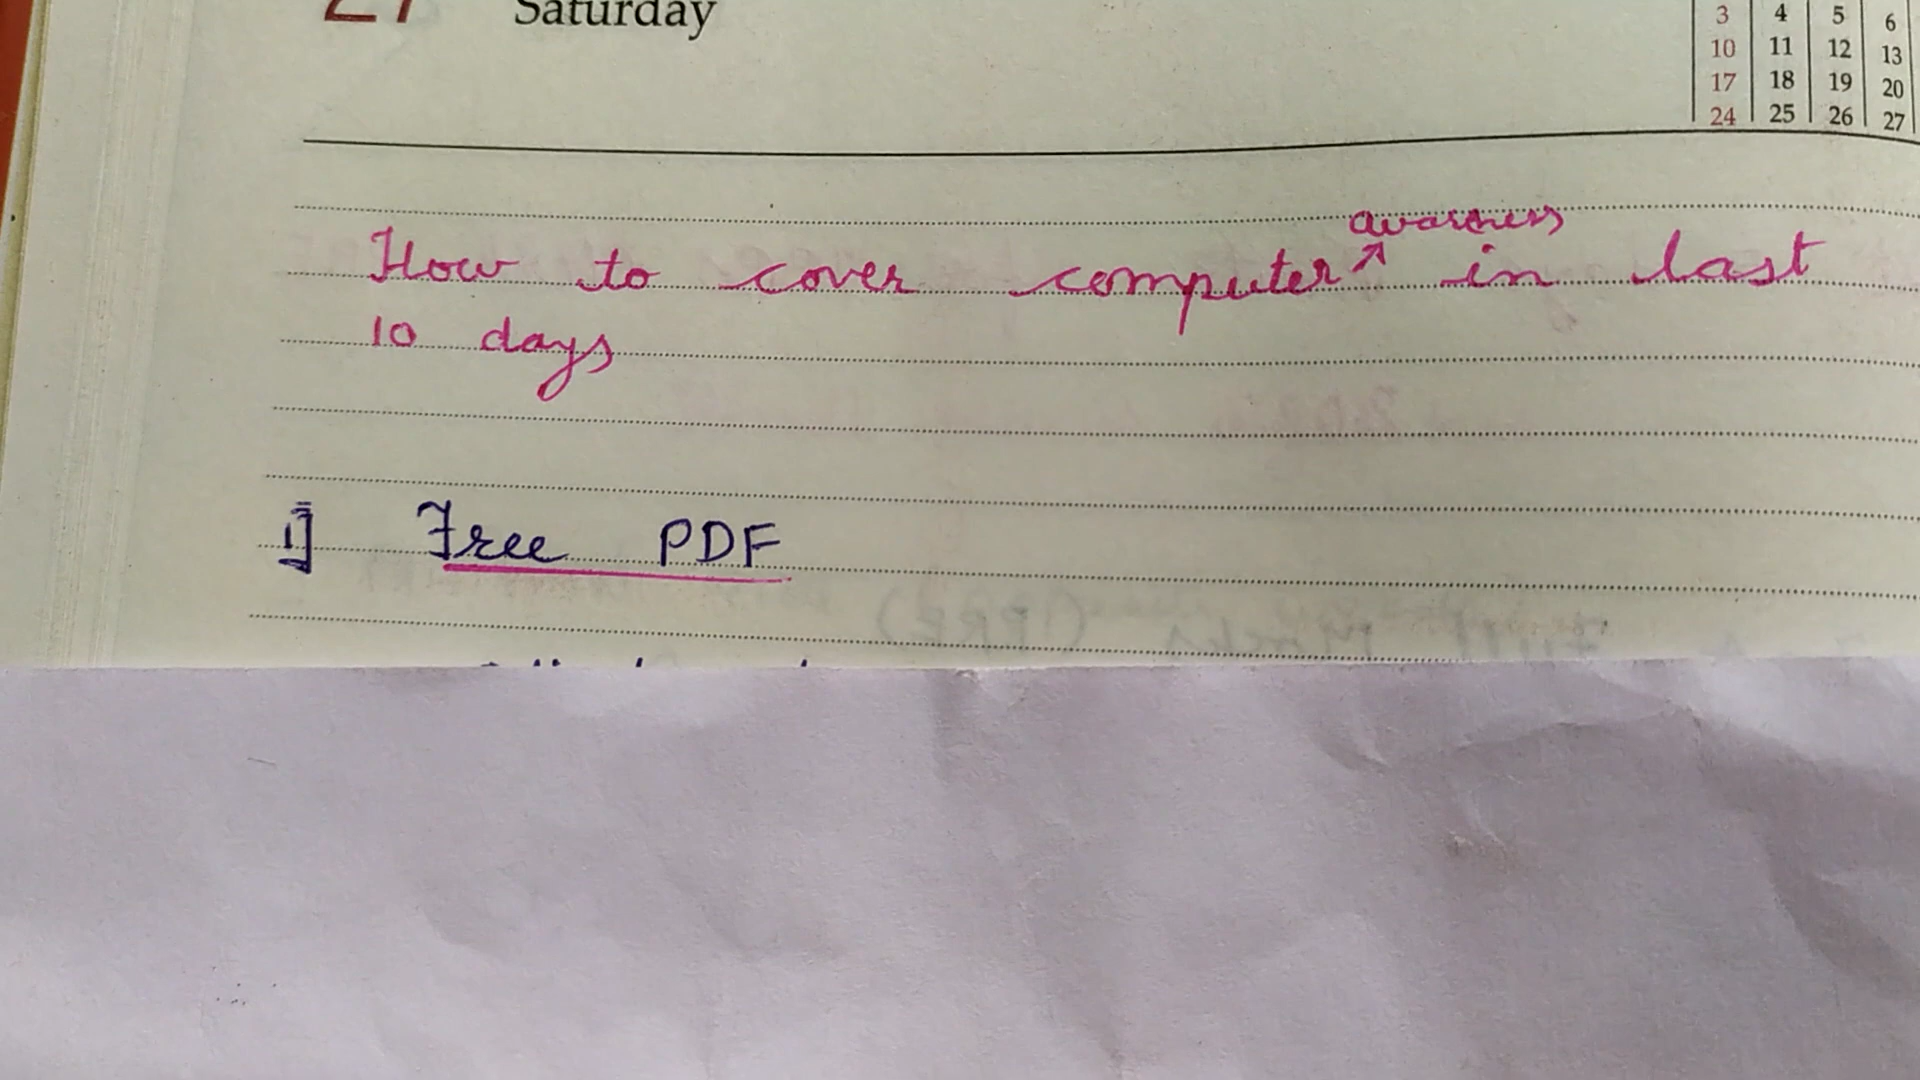 27 Saturday
3 4 5 6
10 11 12 13
17 18 19 20
24 25 26 27
awareness
How to cover computer ↗ in last
10 days
1] Free PDF